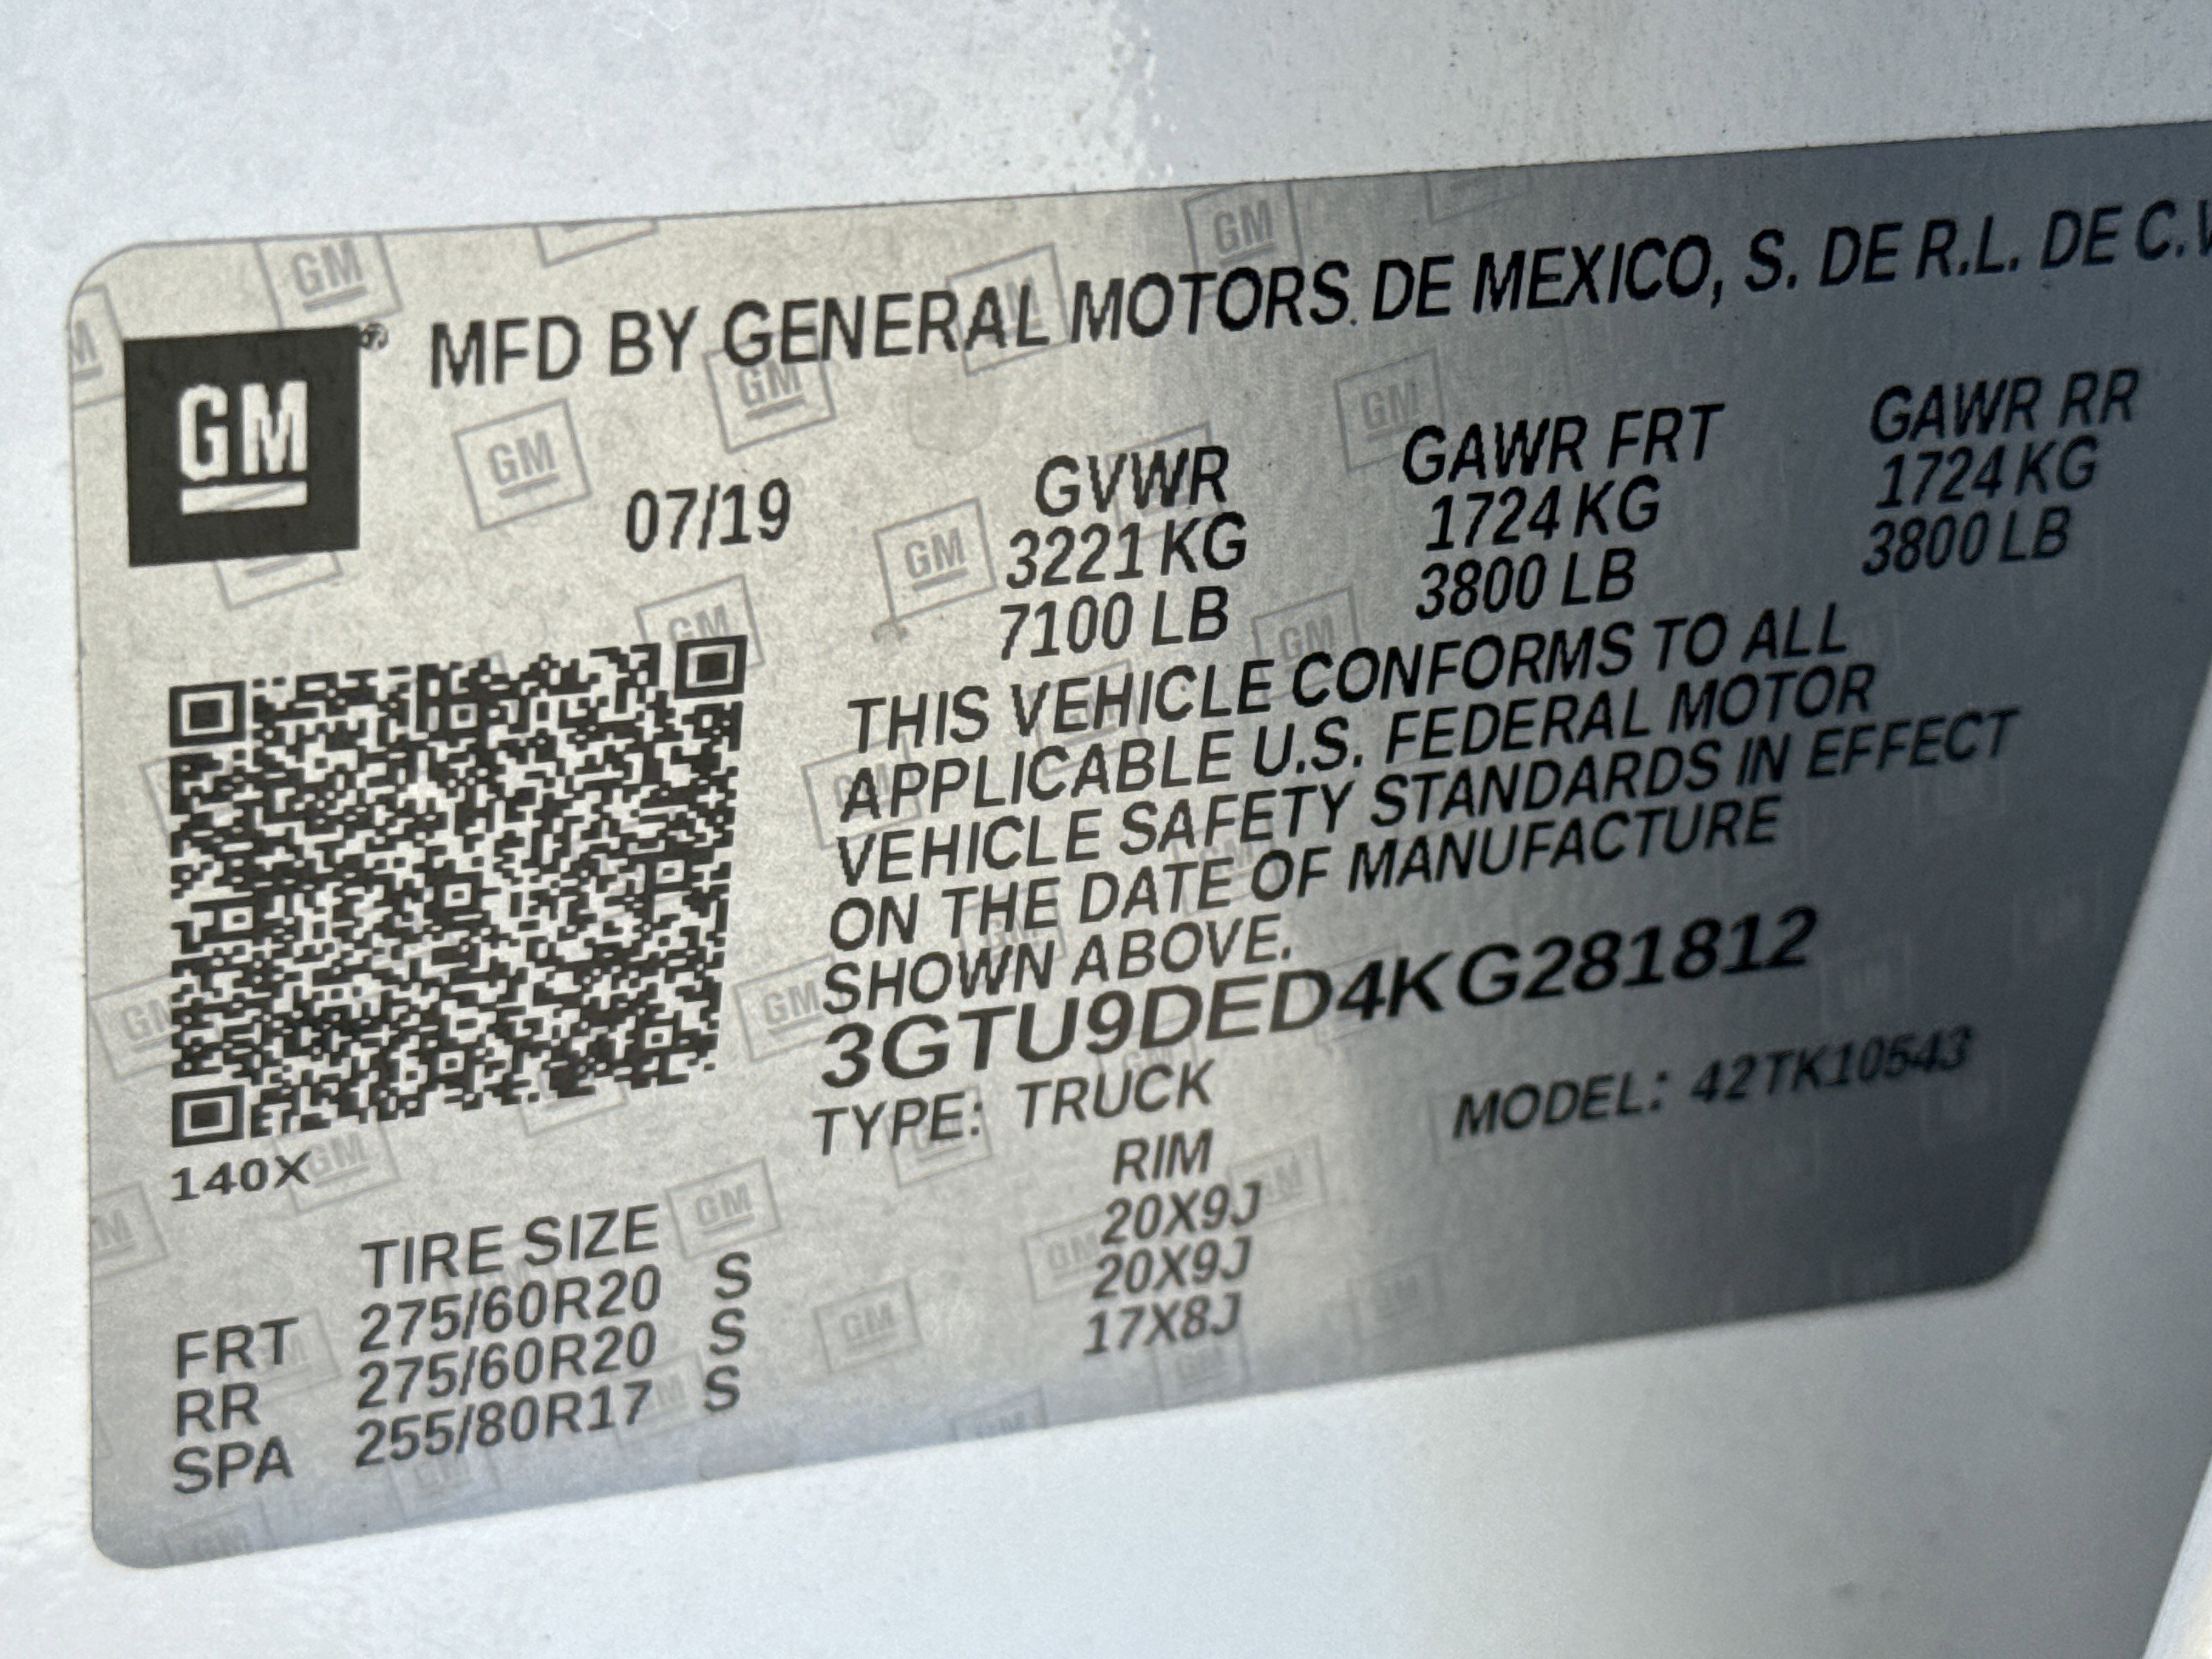 MFD BY GENERAL MOTORS DE MEXICO, S. DE R.L. DE C.V
GM®
07/19
GVWR GAWR FRT GAWR RR
3221 KG 1724 KG 1724 KG
7100 LB 3800 LB 3800 LB
THIS VEHICLE CONFORMS TO ALL
APPLICABLE U.S. FEDERAL MOTOR
VEHICLE SAFETY STANDARDS IN EFFECT
ON THE DATE OF MANUFACTURE
SHOWN ABOVE.
3GTU9DED4KG281812
TYPE: TRUCK MODEL: 42TK10543
140X
TIRE SIZE RIM
FRT 275/60R20 S 20X9J
RR 275/60R20 S 20X9J
SPA 255/80R17 S 17X8J